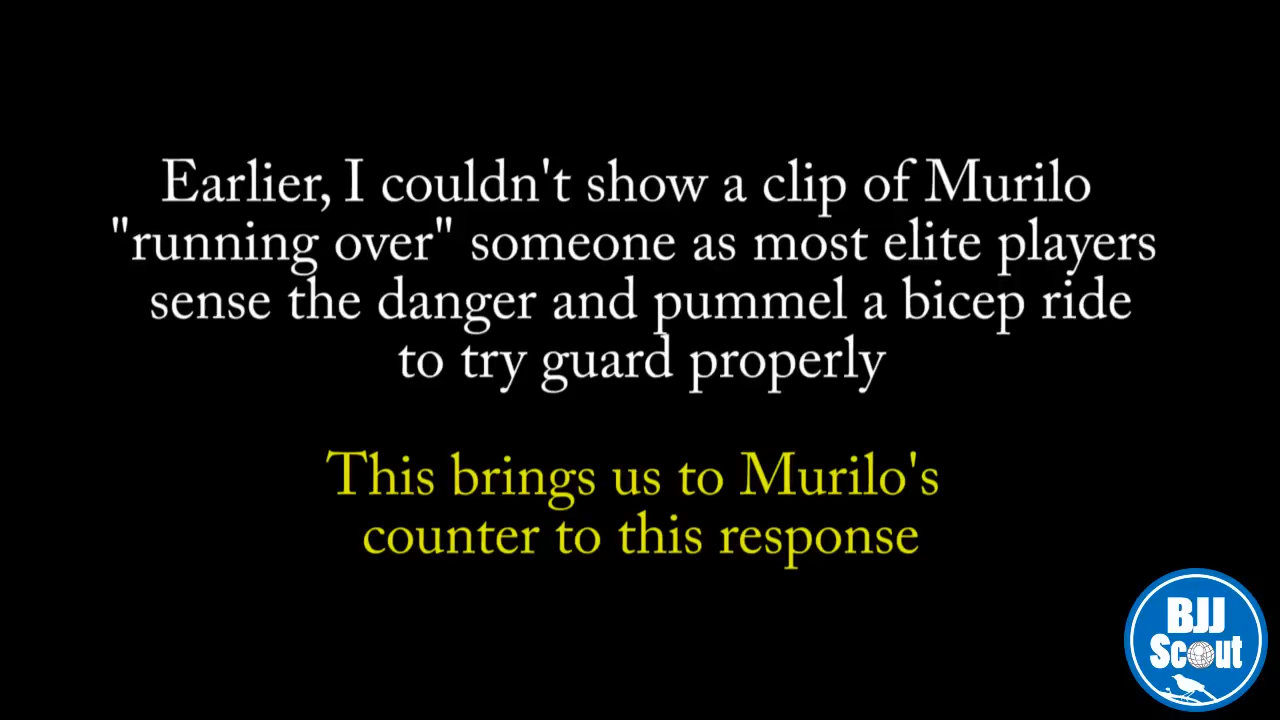 Earlier, I couldn't show a clip of Murilo
"running over" someone as most elite players
sense the danger and pummel a bicep ride
to try guard properly
This brings us to Murilo's
counter to this response
BJJ
Scout